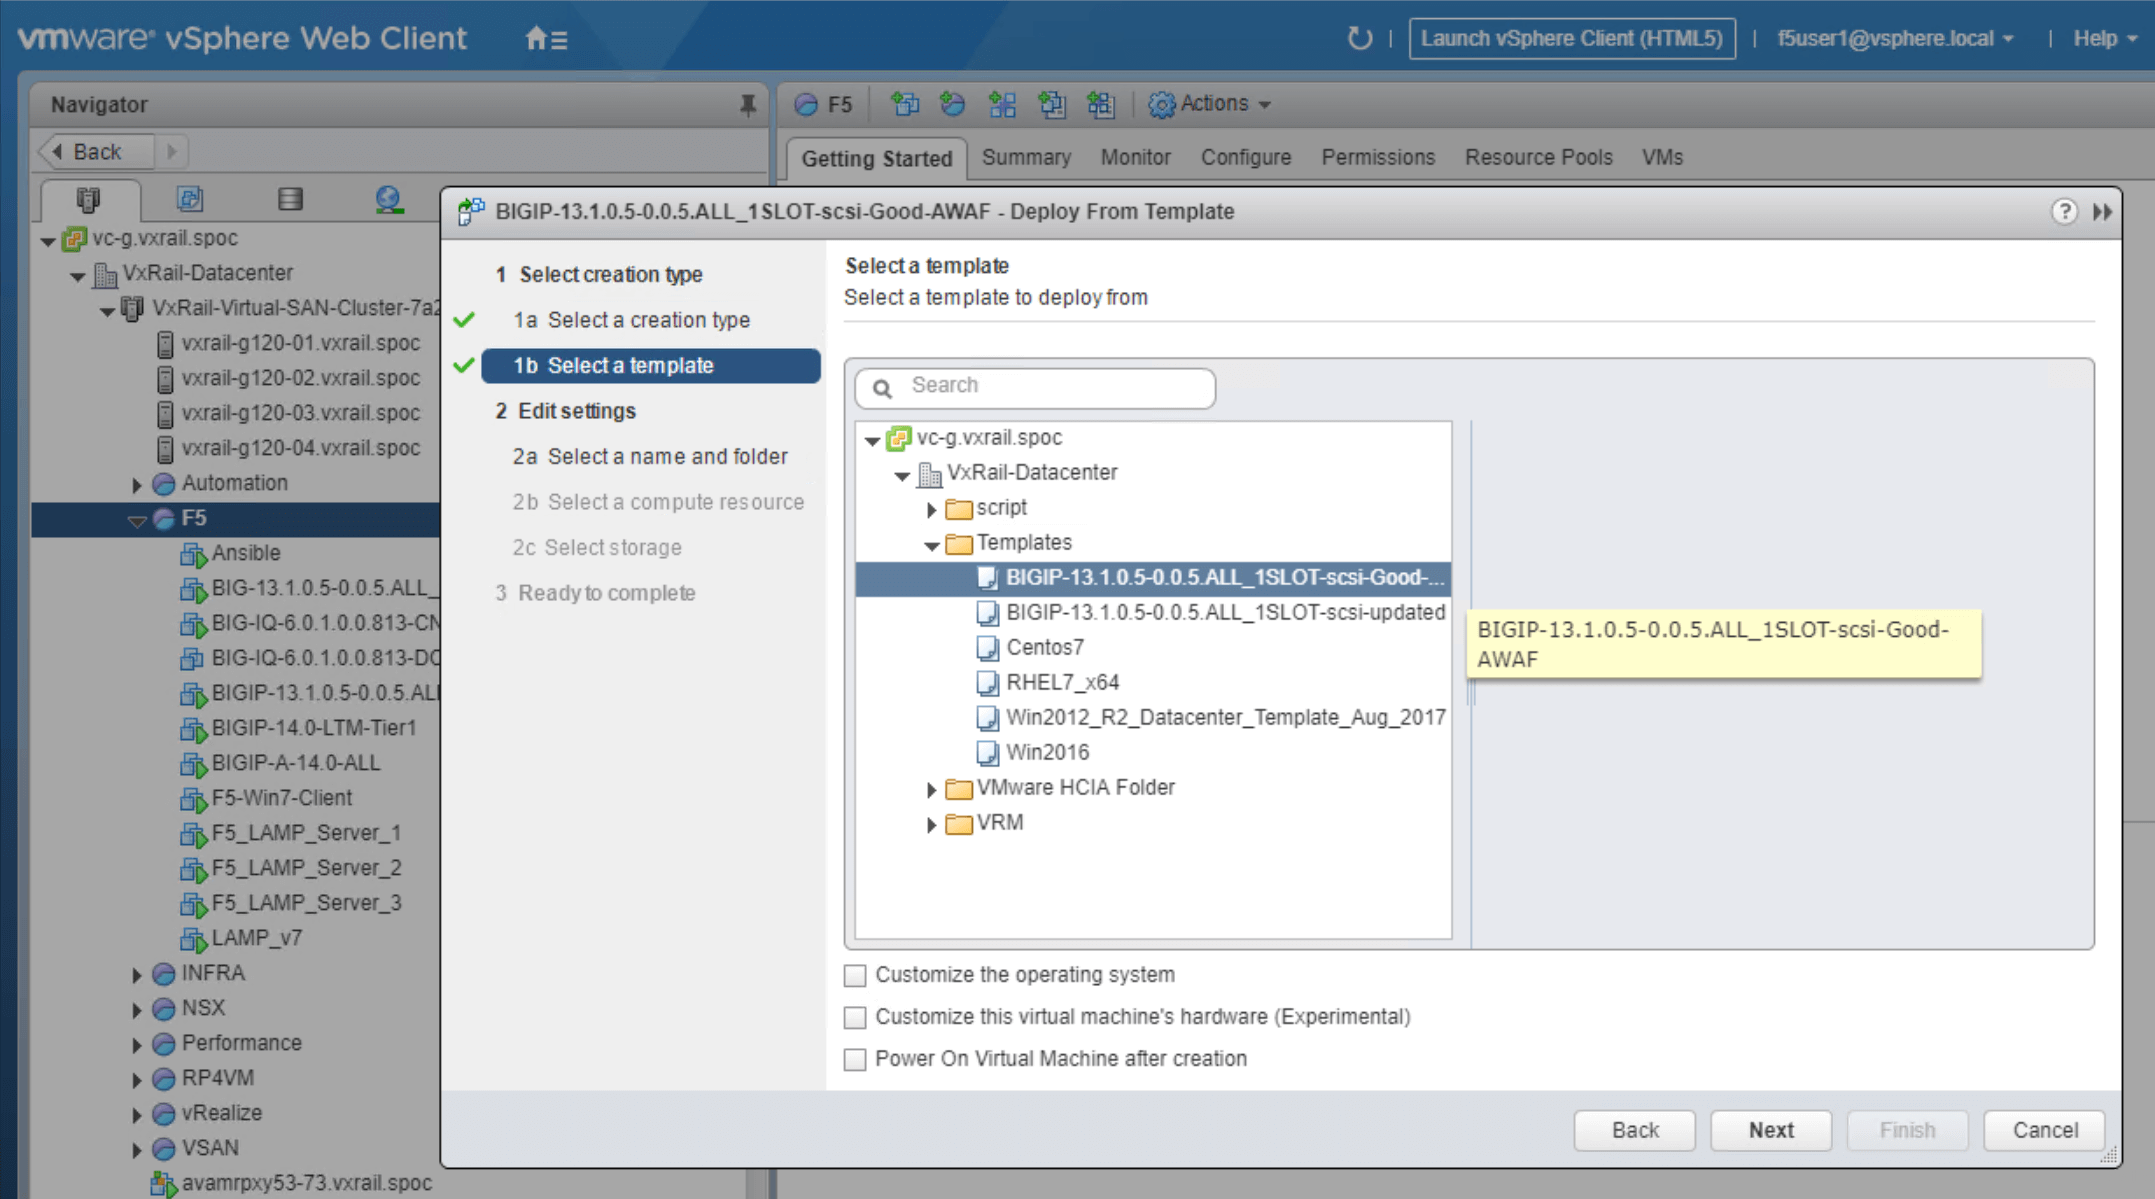 vmware® vSphere Web Client
Launch vSphere Client (HTML5)
f5user1@vsphere.local
Help
Navigator
Back
vc-g.vxrail.spoc
VxRail-Datacenter
VxRail-Virtual-SAN-Cluster-7a2
vxrail-g120-01.vxrail.spoc
vxrail-g120-02.vxrail.spoc
vxrail-g120-03.vxrail.spoc
vxrail-g120-04.vxrail.spoc
Automation
F5
Ansible
BIG-13.1.0.5-0.0.5.ALL_
BIG-IQ-6.0.1.0.0.813-CN
BIG-IQ-6.0.1.0.0.813-DC
BIGIP-13.1.0.5-0.0.5.ALL
BIGIP-14.0-LTM-Tier1
BIGIP-A-14.0-ALL
F5-Win7-Client
F5_LAMP_Server_1
F5_LAMP_Server_2
F5_LAMP_Server_3
LAMP_v7
INFRA
NSX
Performance
RP4VM
vRealize
VSAN
avamrpxy53-73.vxrail.spoc
F5
Actions
Getting Started
Summary
Monitor
Configure
Permissions
Resource Pools
VMs
BIGIP-13.1.0.5-0.0.5.ALL_1SLOT-scsi-Good-AWAF - Deploy From Template
?
1 Select creation type
1a Select a creation type
1b Select a template
2 Edit settings
2a Select a name and folder
2b Select a compute resource
2c Select storage
3 Ready to complete
Select a template
Select a template to deploy from
Search
vc-g.vxrail.spoc
VxRail-Datacenter
script
Templates
BIGIP-13.1.0.5-0.0.5.ALL_1SLOT-scsi-Good-...
BIGIP-13.1.0.5-0.0.5.ALL_1SLOT-scsi-updated
Centos7
RHEL7_x64
Win2012_R2_Datacenter_Template_Aug_2017
Win2016
VMware HCIA Folder
VRM
BIGIP-13.1.0.5-0.0.5.ALL_1SLOT-scsi-Good-
AWAF
Customize the operating system
Customize this virtual machine's hardware (Experimental)
Power On Virtual Machine after creation
Back
Next
Finish
Cancel